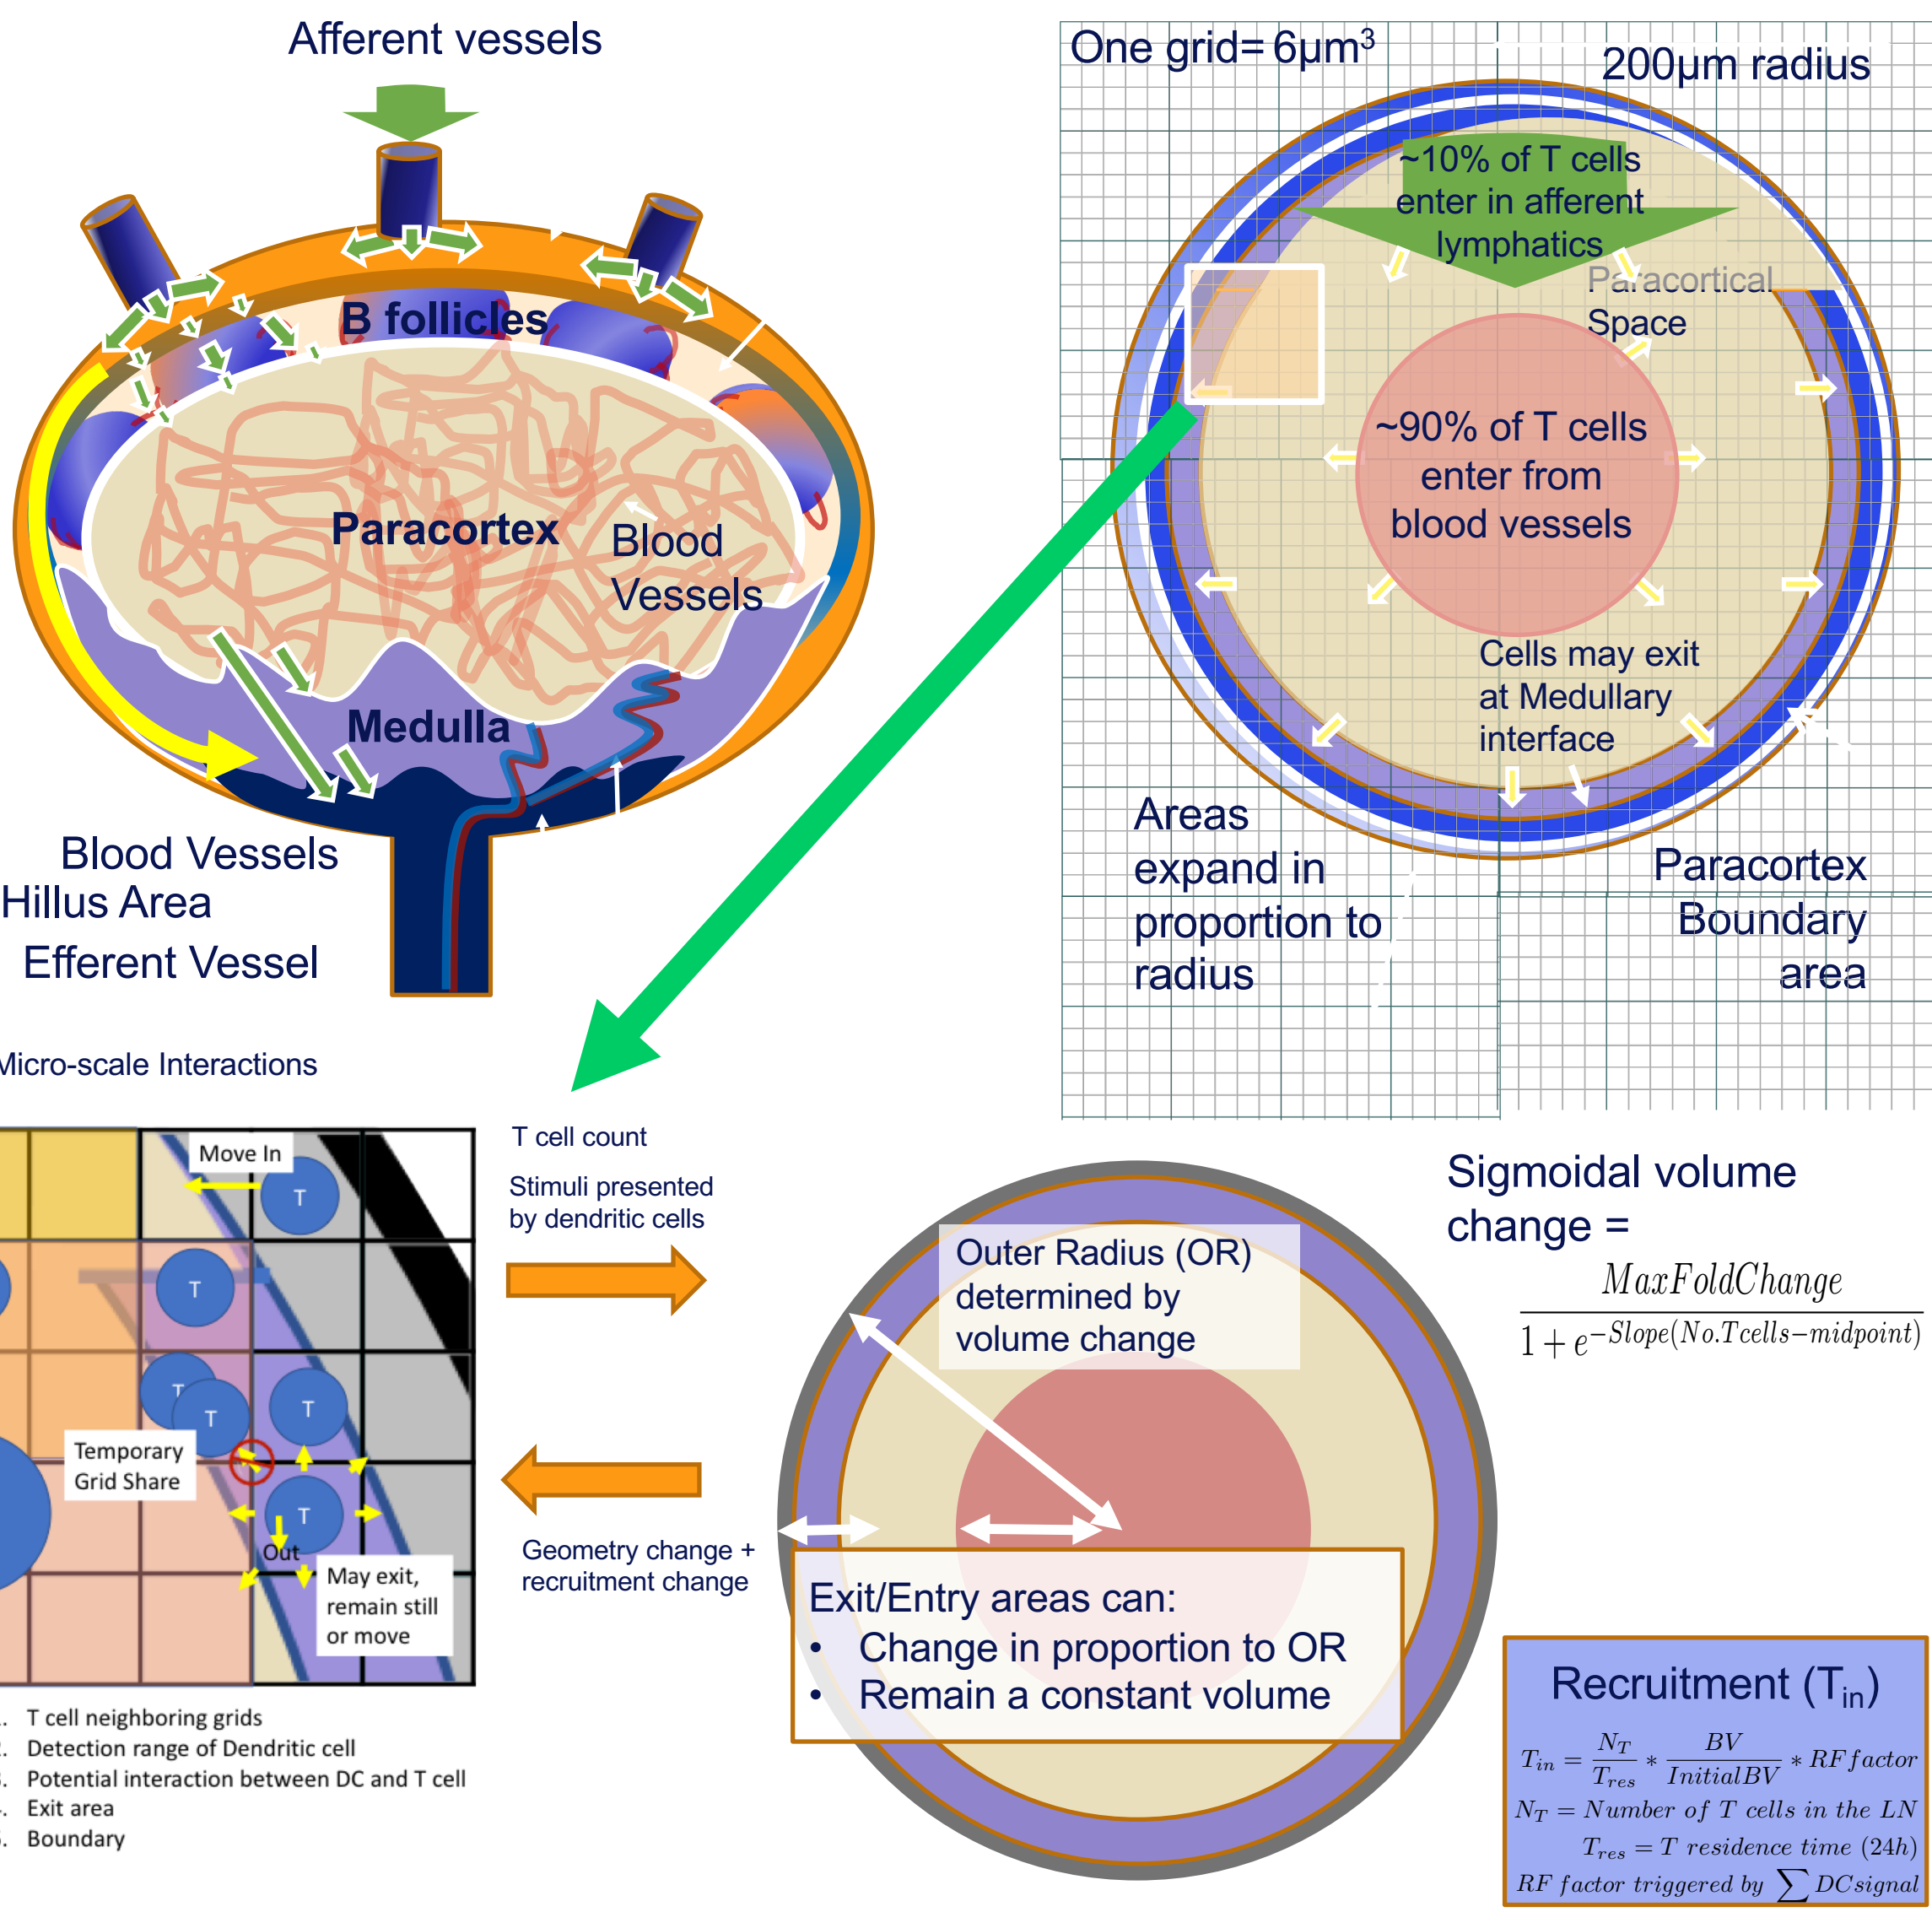 Afferent vessels
B follicles
Paracortex
Blood
Vessels
Medulla
Blood Vessels
Hillus Area
Efferent Vessel
One grid= 6µm³
200µm radius
~10% of T cells
enter in afferent
lymphatics
Paracortical
Space
~90% of T cells
enter from
blood vessels
Cells may exit
at Medullary
interface
Areas
expand in
proportion to
radius
Paracortex
Boundary
area
Micro-scale Interactions
Move In
T
T
T
T
T
Temporary
Grid Share
T
Out
May exit,
remain still
or move
. T cell neighboring grids
. Detection range of Dendritic cell
. Potential interaction between DC and T cell
. Exit area
. Boundary
T cell count
Stimuli presented
by dendritic cells
Geometry change +
recruitment change
Outer Radius (OR)
determined by
volume change
Exit/Entry areas can:
• Change in proportion to OR
• Remain a constant volume
Sigmoidal volume
change =
MaxFoldChange
1 + e^{-Slope(No.Tcells-midpoint)}
Recruitment (T_in)
T_in = N_T/T_res * BV/InitialBV * RFfactor
N_T = Number of T cells in the LN
T_res = T residence time (24h)
RF factor triggered by ∑ DCsignal